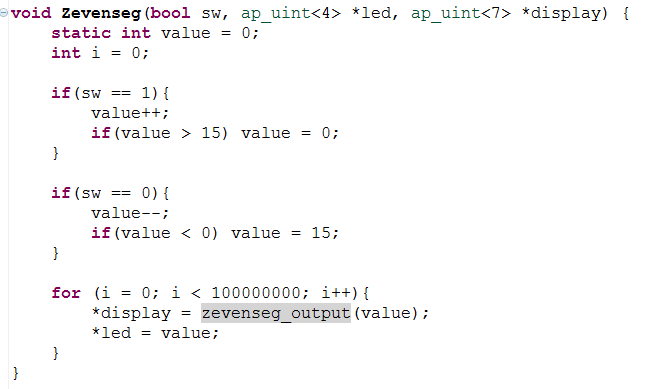 void Zevenseg(bool sw, ap_uint<4> *led, ap_uint<7> *display) {
    static int value = 0;
    int i = 0;

    if(sw == 1){
        value++;
        if(value > 15) value = 0;
    }

    if(sw == 0){
        value--;
        if(value < 0) value = 15;
    }

    for (i = 0; i < 100000000; i++){
        *display = zevenseg_output(value);
        *led = value;
    }
}